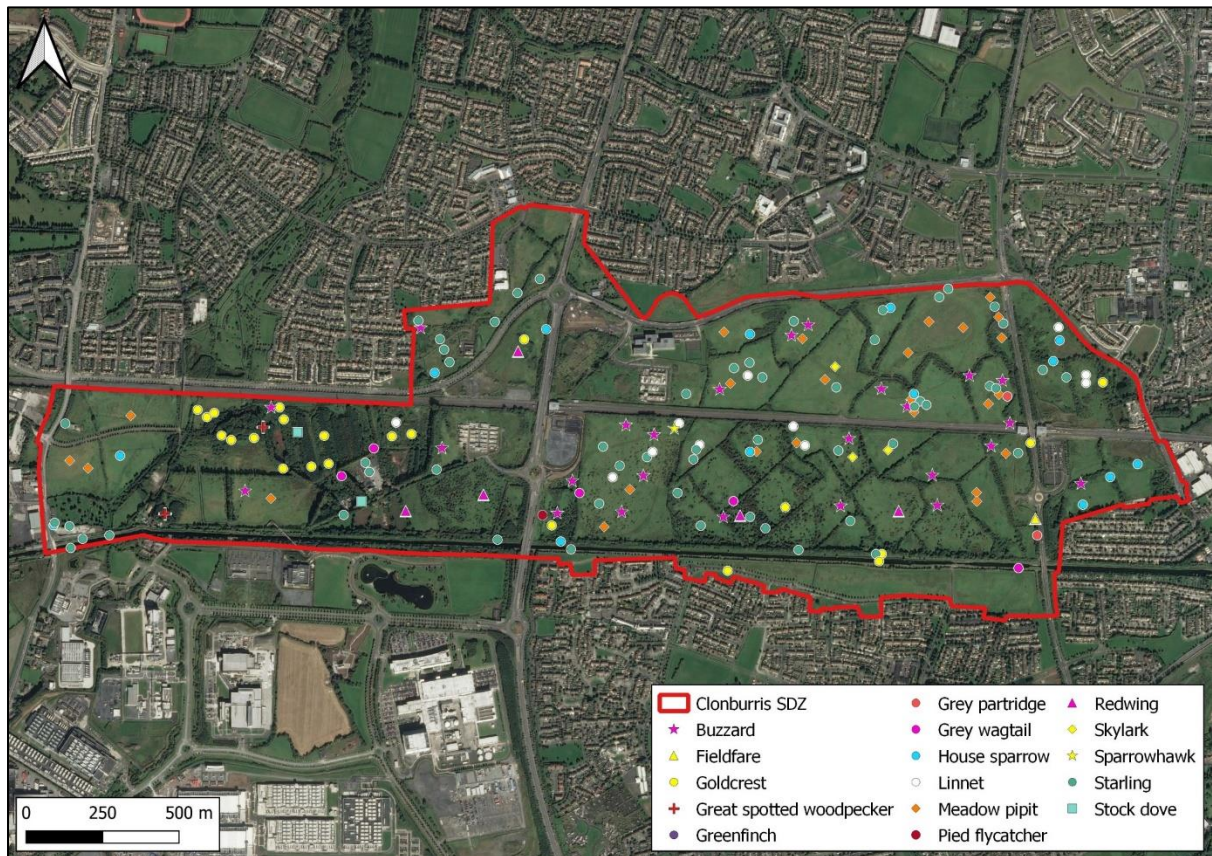 Clonburris SDZ
Buzzard
Fieldfare
Goldcrest
Great spotted woodpecker
Greenfinch
Grey partridge
Grey wagtail
House sparrow
Linnet
Meadow pipit
Pied flycatcher
Redwing
Skylark
Sparrowhawk
Starling
Stock dove
0 250 500 m